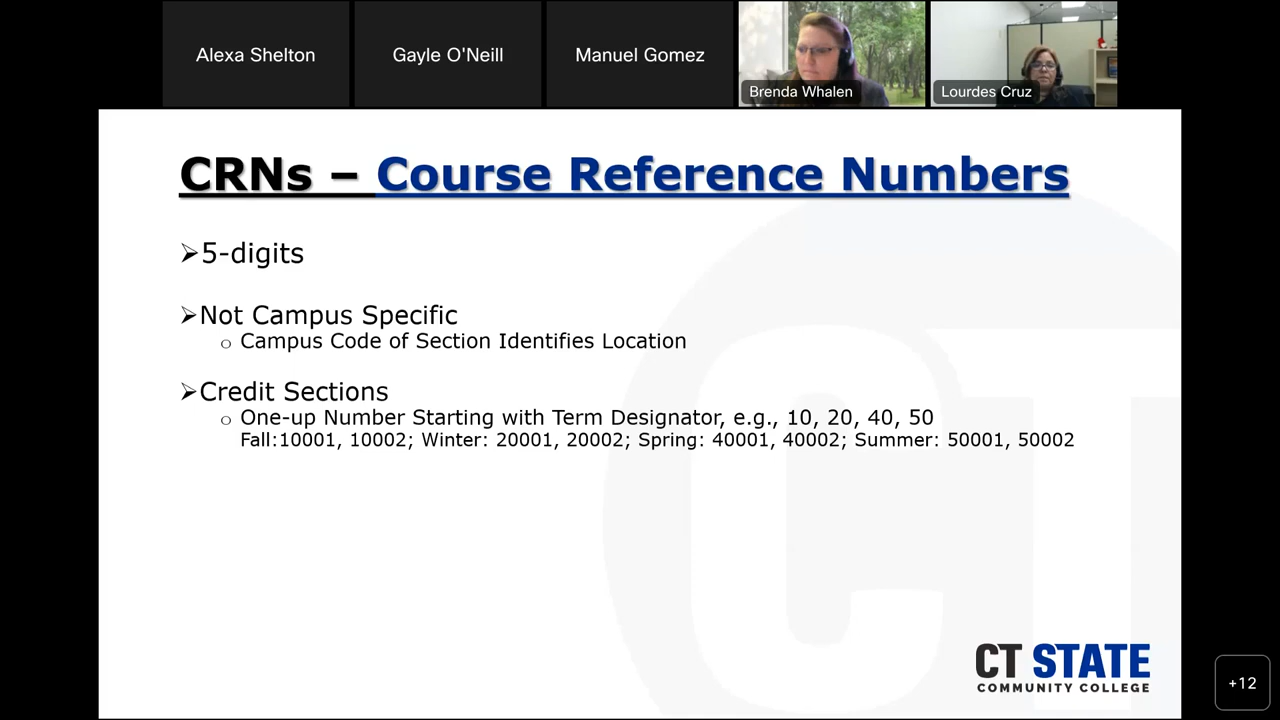 Alexa Shelton
Gayle O'Neill
Manuel Gomez
Brenda Whalen
Lourdes Cruz
CRNs – Course Reference Numbers
➢5-digits
➢Not Campus Specific
○ Campus Code of Section Identifies Location
➢Credit Sections
○ One-up Number Starting with Term Designator, e.g., 10, 20, 40, 50
Fall:10001, 10002; Winter: 20001, 20002; Spring: 40001, 40002; Summer: 50001, 50002
CT
CT STATE
COMMUNITY COLLEGE
+12